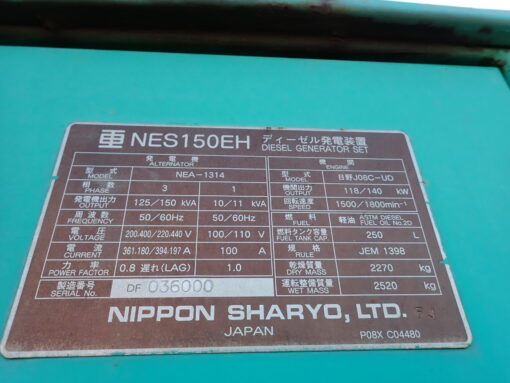 NES150EH ディーゼル発電装置
DIESEL GENERATOR SET
発電機
ALTERNATOR
型式 MODEL NEA-1314
相数 PHASE 3 1
発電機出力 OUTPUT 125/150 kVA 10/11 kVA
周波数 FREQUENCY 50/60Hz 50/60Hz
電圧 VOLTAGE 200·400/220·440 V 100/110 V
電流 CURRENT 361.180/394.197 A 100 A
力率 POWER FACTOR 0.8 遅れ(LAG) 1.0
製造番号 SERIAL No. DF 036000
機関
ENGINE
型式 MODEL 日野J08C-UD
機関出力 OUTPUT 118/140 kW
回転速度 SPEED 1500/1800min⁻¹
燃料 FUEL 軽油 ASTM DIESEL FUEL OIL No.2D
燃料タンク容量 FUEL TANK CAP. 250 L
規格 RULE JEM 1398
乾燥質量 DRY MASS 2270 kg
運転整備質量 WET MASS 2520 kg
NIPPON SHARYO, LTD.
JAPAN
P08X C04480